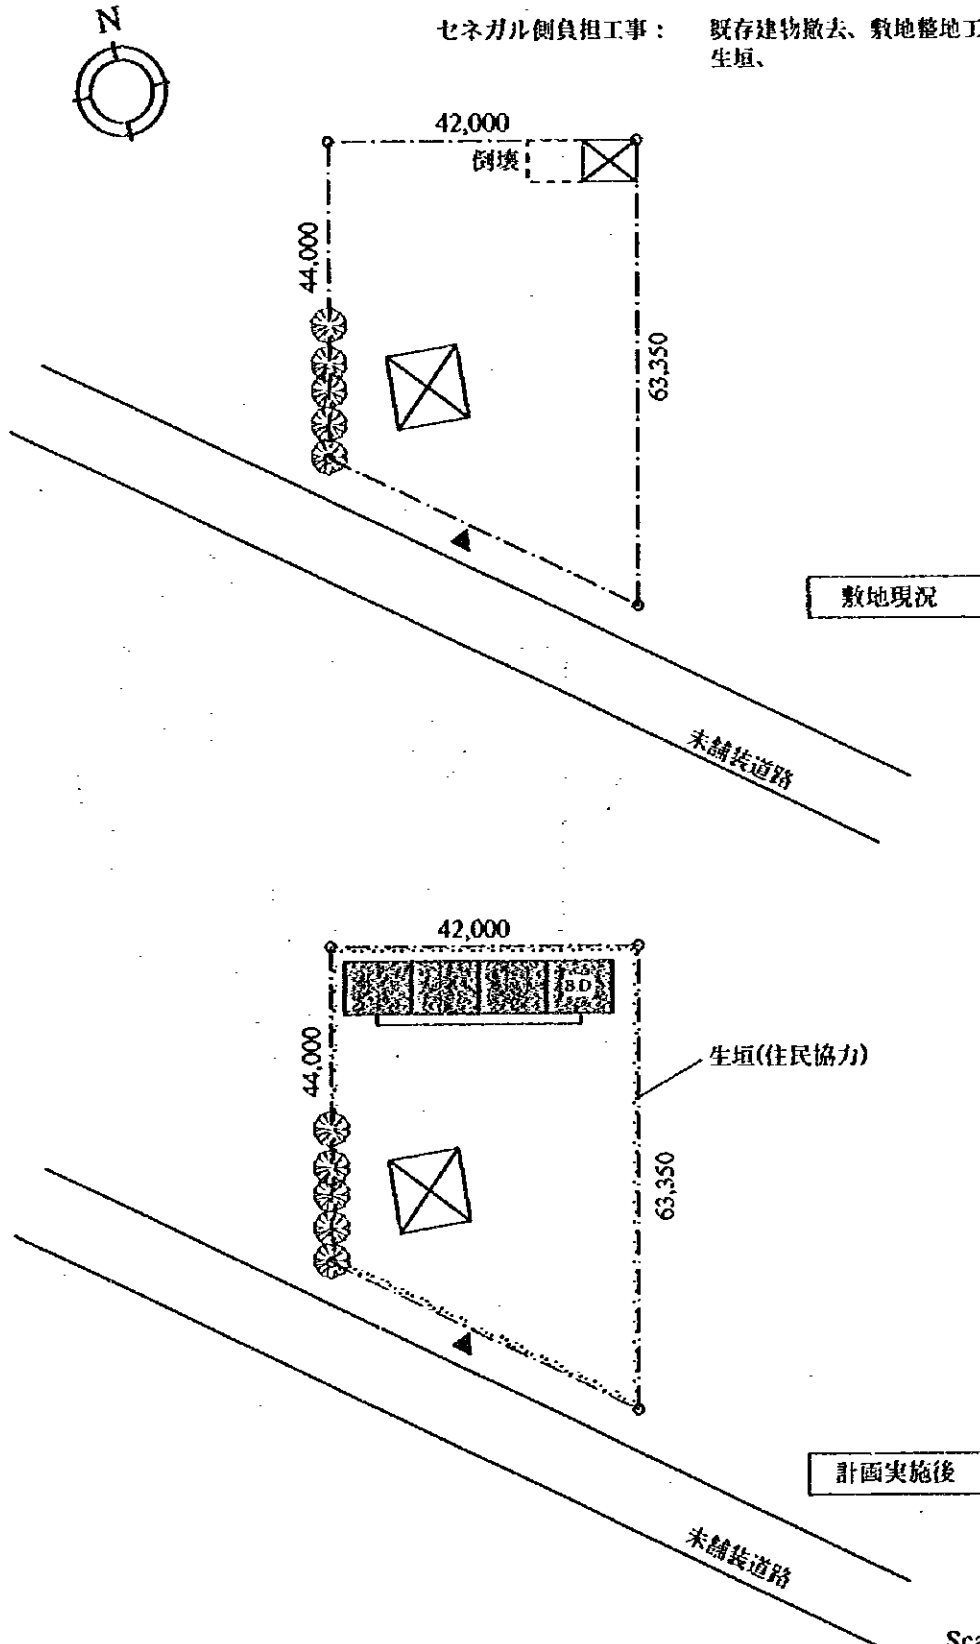 N
セネガル側負担工事： 既存建物撤去、敷地整地工
生垣、
42,000
倒壊
44,000
63,350
敷地現況
未舗装道路
42,000
BD
44,000
生垣(住民協力)
63,350
計画実施後
未舗装道路